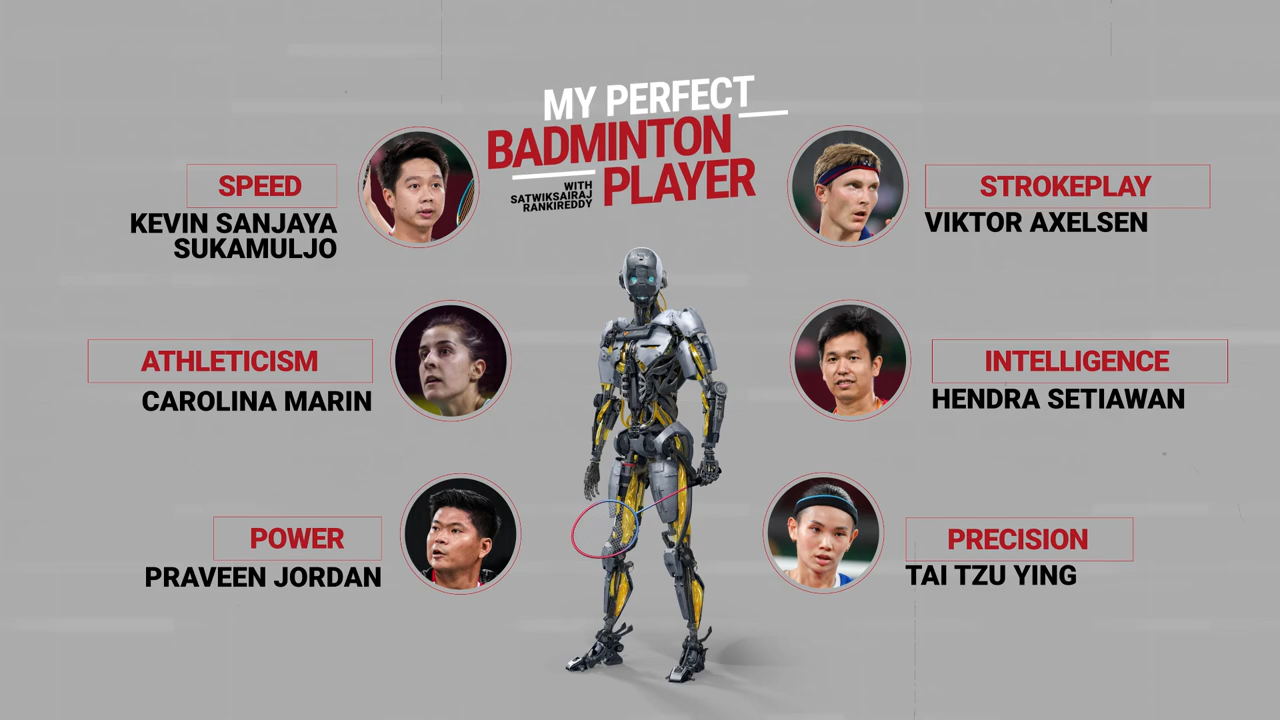 MY PERFECT
BADMINTON
PLAYER
WITH
SATWIKSAIRAJ
RANKIREDDY
SPEED
KEVIN SANJAYA
SUKAMULJO
STROKEPLAY
VIKTOR AXELSEN
ATHLETICISM
CAROLINA MARIN
INTELLIGENCE
HENDRA SETIAWAN
POWER
PRAVEEN JORDAN
PRECISION
TAI TZU YING